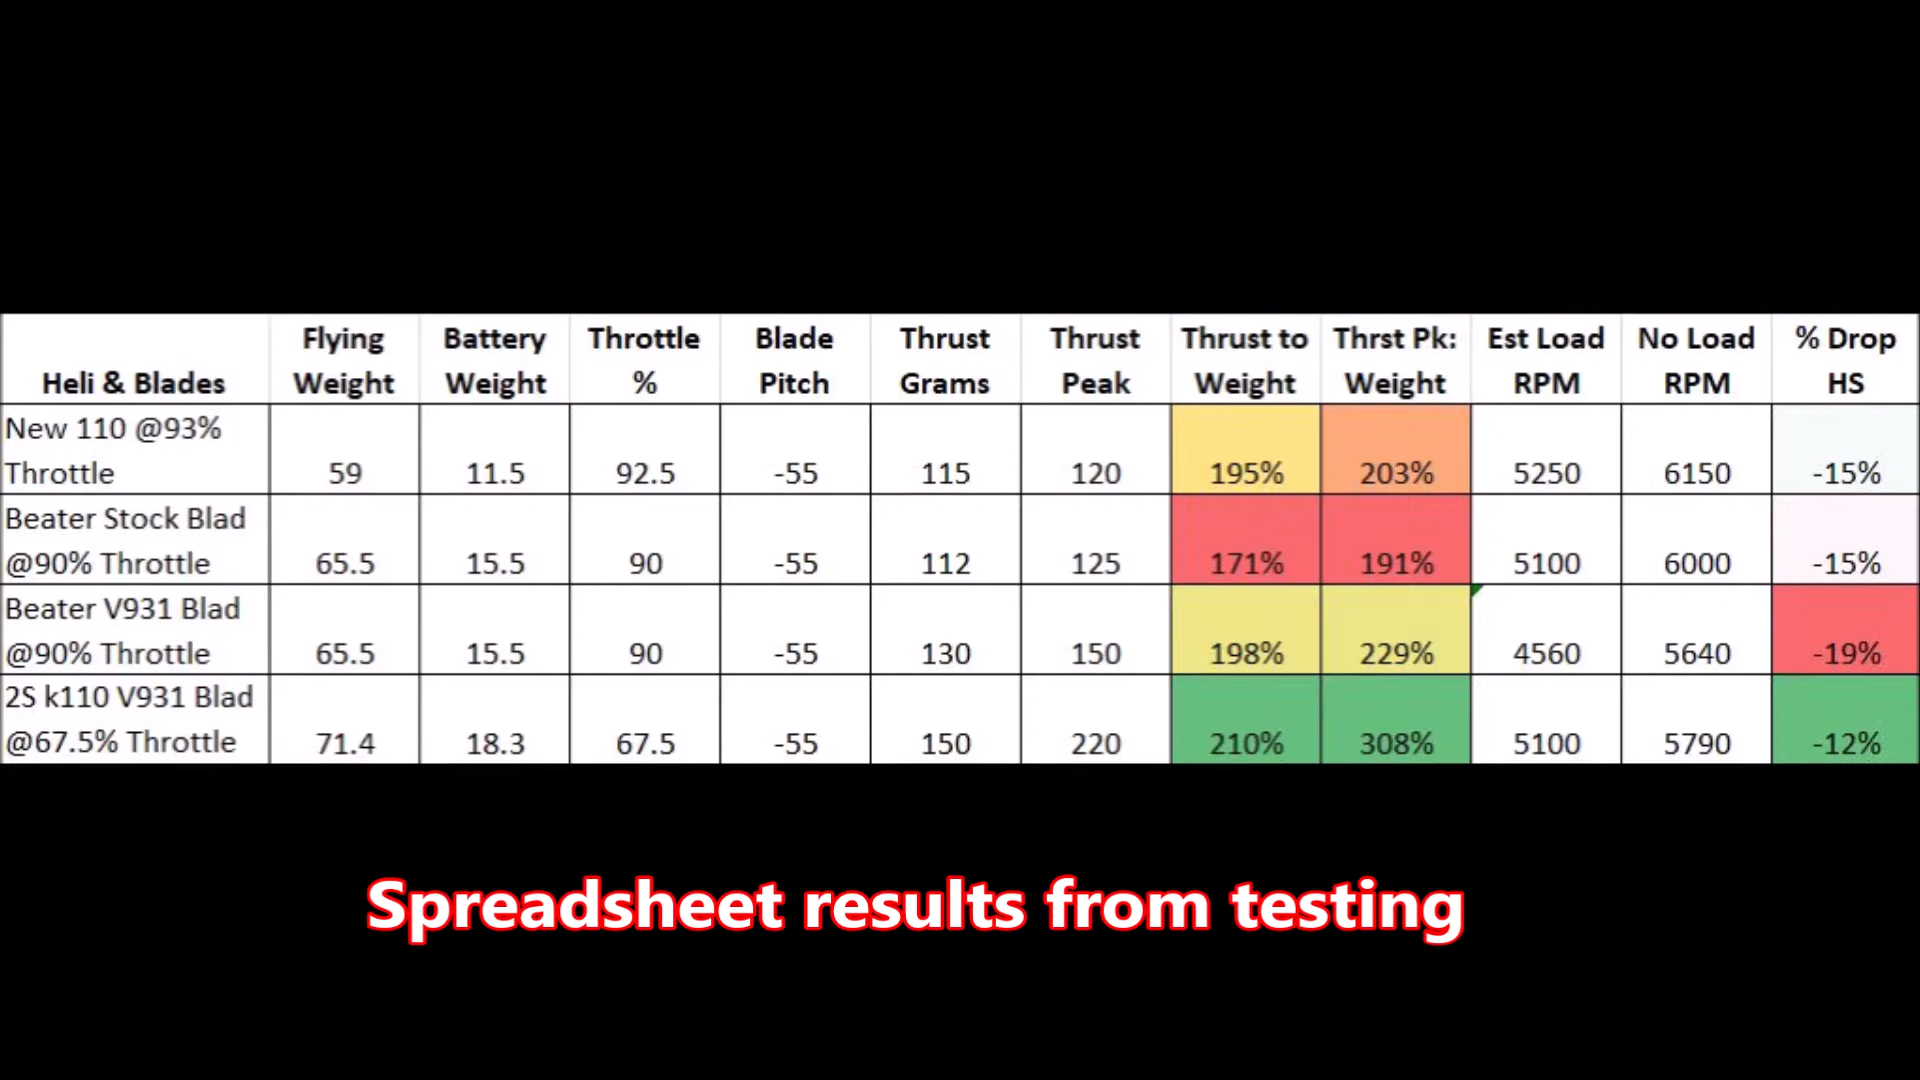 Heli & Blades Flying Weight Battery Weight Throttle % Blade Pitch Thrust Grams Thrust Peak Thrust to Weight Thrst Pk: Weight Est Load RPM No Load RPM % Drop HS
New 110 @93% Throttle 59 11.5 92.5 -55 115 120 195% 203% 5250 6150 -15%
Beater Stock Blad @90% Throttle 65.5 15.5 90 -55 112 125 171% 191% 5100 6000 -15%
Beater V931 Blad @90% Throttle 65.5 15.5 90 -55 130 150 198% 229% 4560 5640 -19%
2S k110 V931 Blad @67.5% Throttle 71.4 18.3 67.5 -55 150 220 210% 308% 5100 5790 -12%
Spreadsheet results from testing